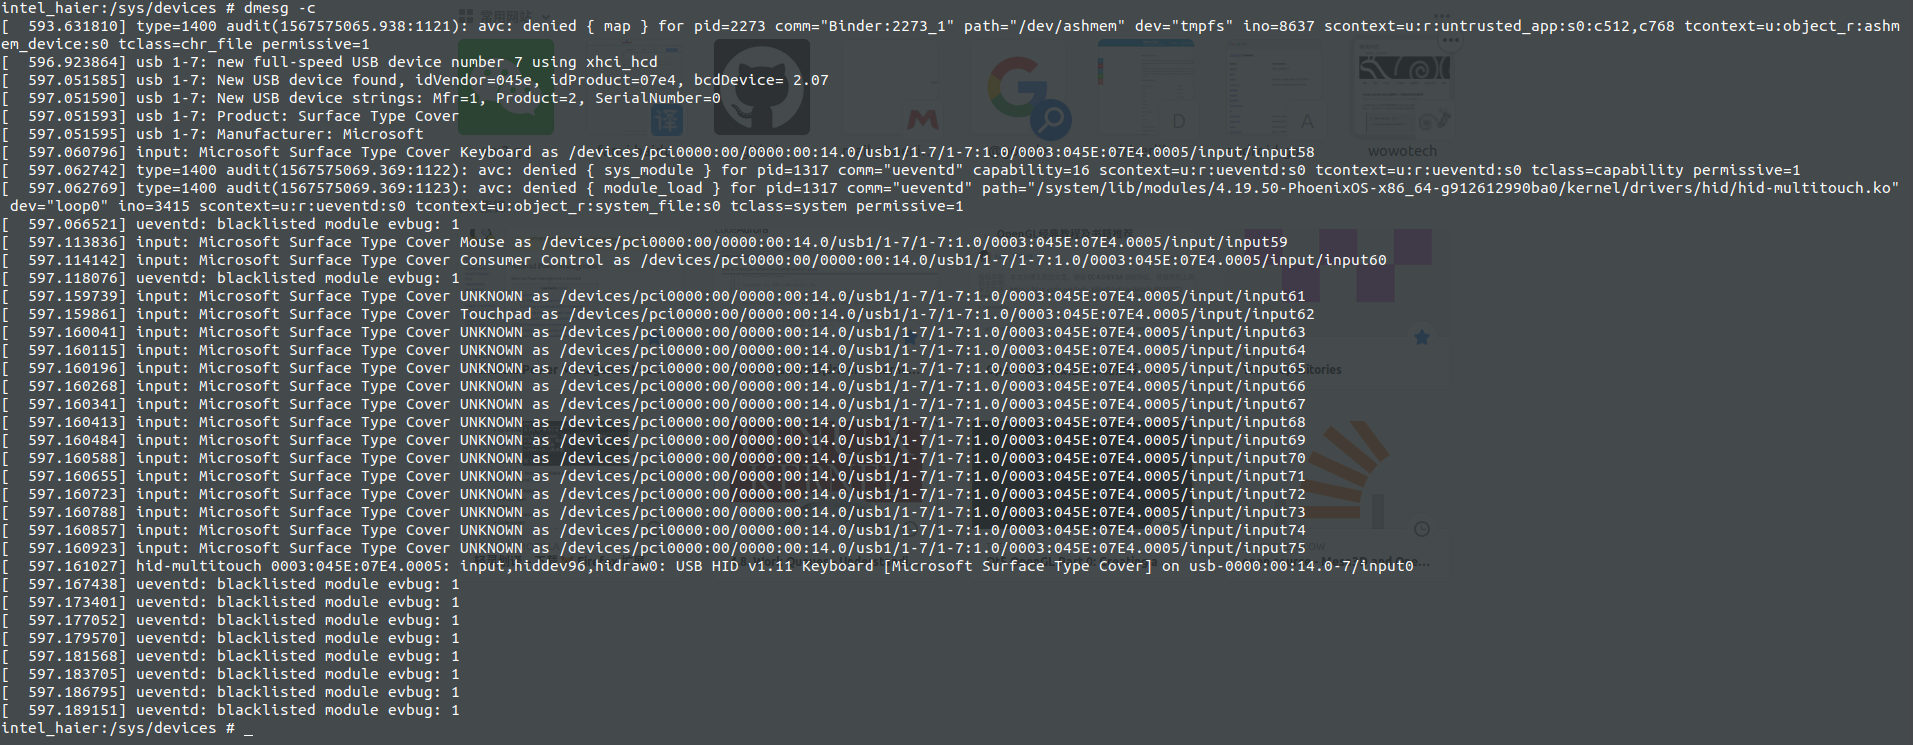 intel_haier:/sys/devices # dmesg -c
[  593.631810] type=1400 audit(1567575065.938:1121): avc: denied { map } for pid=2273 comm="Binder:2273_1" path="/dev/ashmem" dev="tmpfs" ino=8637 scontext=u:r:untrusted_app:s0:c512,c768 tcontext=u:object_r:ashm
em_device:s0 tclass=chr_file permissive=1
[  596.923864] usb 1-7: new full-speed USB device number 7 using xhci_hcd
[  597.051585] usb 1-7: New USB device found, idVendor=045e, idProduct=07e4, bcdDevice= 2.07
[  597.051590] usb 1-7: New USB device strings: Mfr=1, Product=2, SerialNumber=0
[  597.051593] usb 1-7: Product: Surface Type Cover
[  597.051595] usb 1-7: Manufacturer: Microsoft
[  597.060796] input: Microsoft Surface Type Cover Keyboard as /devices/pci0000:00/0000:00:14.0/usb1/1-7/1-7:1.0/0003:045E:07E4.0005/input/input58
[  597.062742] type=1400 audit(1567575069.369:1122): avc: denied { sys_module } for pid=1317 comm="ueventd" capability=16 scontext=u:r:ueventd:s0 tcontext=u:r:ueventd:s0 tclass=capability permissive=1
[  597.062769] type=1400 audit(1567575069.369:1123): avc: denied { module_load } for pid=1317 comm="ueventd" path="/system/lib/modules/4.19.50-PhoenixOS-x86_64-g912612990ba0/kernel/drivers/hid/hid-multitouch.ko"
 dev="loop0" ino=3415 scontext=u:r:ueventd:s0 tcontext=u:object_r:system_file:s0 tclass=system permissive=1
[  597.066521] ueventd: blacklisted module evbug: 1
[  597.113836] input: Microsoft Surface Type Cover Mouse as /devices/pci0000:00/0000:00:14.0/usb1/1-7/1-7:1.0/0003:045E:07E4.0005/input/input59
[  597.114142] input: Microsoft Surface Type Cover Consumer Control as /devices/pci0000:00/0000:00:14.0/usb1/1-7/1-7:1.0/0003:045E:07E4.0005/input/input60
[  597.118076] ueventd: blacklisted module evbug: 1
[  597.159739] input: Microsoft Surface Type Cover UNKNOWN as /devices/pci0000:00/0000:00:14.0/usb1/1-7/1-7:1.0/0003:045E:07E4.0005/input/input61
[  597.159861] input: Microsoft Surface Type Cover Touchpad as /devices/pci0000:00/0000:00:14.0/usb1/1-7/1-7:1.0/0003:045E:07E4.0005/input/input62
[  597.160041] input: Microsoft Surface Type Cover UNKNOWN as /devices/pci0000:00/0000:00:14.0/usb1/1-7/1-7:1.0/0003:045E:07E4.0005/input/input63
[  597.160115] input: Microsoft Surface Type Cover UNKNOWN as /devices/pci0000:00/0000:00:14.0/usb1/1-7/1-7:1.0/0003:045E:07E4.0005/input/input64
[  597.160196] input: Microsoft Surface Type Cover UNKNOWN as /devices/pci0000:00/0000:00:14.0/usb1/1-7/1-7:1.0/0003:045E:07E4.0005/input/input65
[  597.160268] input: Microsoft Surface Type Cover UNKNOWN as /devices/pci0000:00/0000:00:14.0/usb1/1-7/1-7:1.0/0003:045E:07E4.0005/input/input66
[  597.160341] input: Microsoft Surface Type Cover UNKNOWN as /devices/pci0000:00/0000:00:14.0/usb1/1-7/1-7:1.0/0003:045E:07E4.0005/input/input67
[  597.160413] input: Microsoft Surface Type Cover UNKNOWN as /devices/pci0000:00/0000:00:14.0/usb1/1-7/1-7:1.0/0003:045E:07E4.0005/input/input68
[  597.160484] input: Microsoft Surface Type Cover UNKNOWN as /devices/pci0000:00/0000:00:14.0/usb1/1-7/1-7:1.0/0003:045E:07E4.0005/input/input69
[  597.160588] input: Microsoft Surface Type Cover UNKNOWN as /devices/pci0000:00/0000:00:14.0/usb1/1-7/1-7:1.0/0003:045E:07E4.0005/input/input70
[  597.160655] input: Microsoft Surface Type Cover UNKNOWN as /devices/pci0000:00/0000:00:14.0/usb1/1-7/1-7:1.0/0003:045E:07E4.0005/input/input71
[  597.160723] input: Microsoft Surface Type Cover UNKNOWN as /devices/pci0000:00/0000:00:14.0/usb1/1-7/1-7:1.0/0003:045E:07E4.0005/input/input72
[  597.160788] input: Microsoft Surface Type Cover UNKNOWN as /devices/pci0000:00/0000:00:14.0/usb1/1-7/1-7:1.0/0003:045E:07E4.0005/input/input73
[  597.160857] input: Microsoft Surface Type Cover UNKNOWN as /devices/pci0000:00/0000:00:14.0/usb1/1-7/1-7:1.0/0003:045E:07E4.0005/input/input74
[  597.160923] input: Microsoft Surface Type Cover UNKNOWN as /devices/pci0000:00/0000:00:14.0/usb1/1-7/1-7:1.0/0003:045E:07E4.0005/input/input75
[  597.161027] hid-multitouch 0003:045E:07E4.0005: input,hiddev96,hidraw0: USB HID v1.11 Keyboard [Microsoft Surface Type Cover] on usb-0000:00:14.0-7/input0
[  597.167438] ueventd: blacklisted module evbug: 1
[  597.173401] ueventd: blacklisted module evbug: 1
[  597.177052] ueventd: blacklisted module evbug: 1
[  597.179570] ueventd: blacklisted module evbug: 1
[  597.181568] ueventd: blacklisted module evbug: 1
[  597.183705] ueventd: blacklisted module evbug: 1
[  597.186795] ueventd: blacklisted module evbug: 1
[  597.189151] ueventd: blacklisted module evbug: 1
intel_haier:/sys/devices # _
常用网站
译
D
A
wowotech